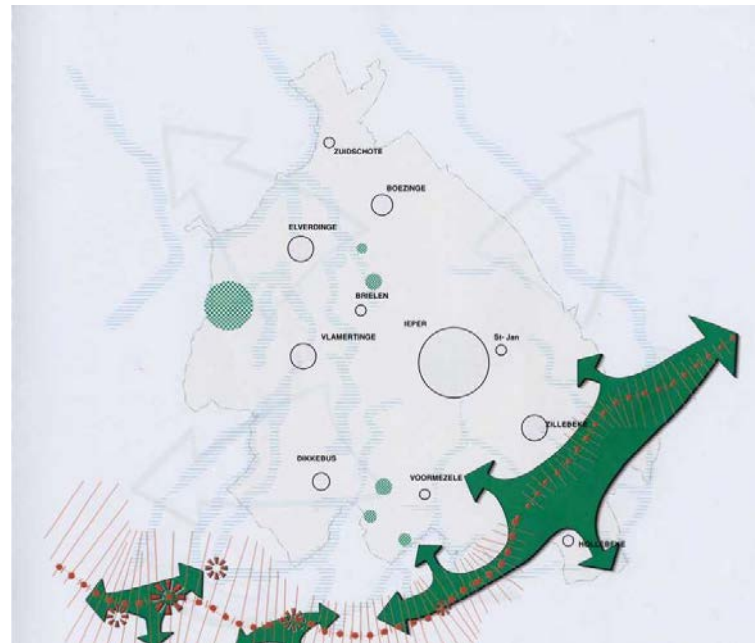 ZUIDSCHOTE
BOEZINGE
ELVERDINGE
BRIELEN
IEPER
St-Jan
VLAMERTINGE
ZILLEBEKE
DIKKEBUS
VOORMEZELE
HOLLEBEKE